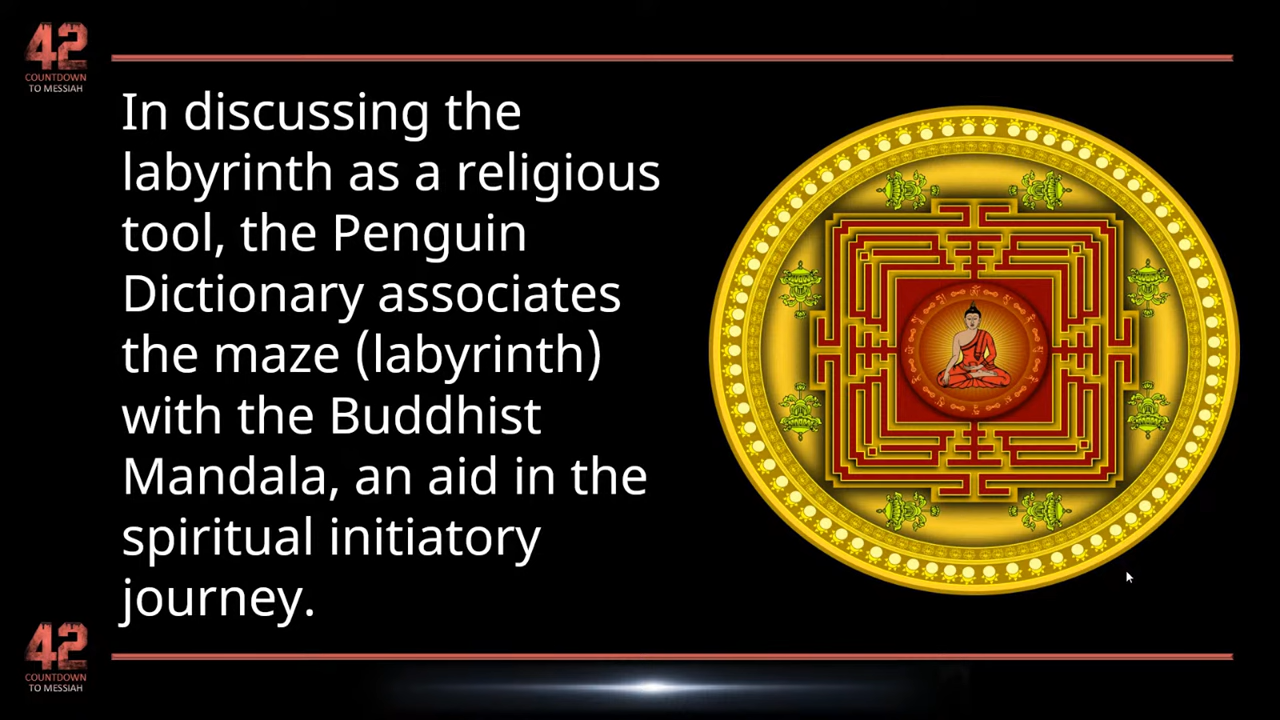 42
COUNTDOWN
TO MESSIAH
In discussing the
labyrinth as a religious
tool, the Penguin
Dictionary associates
the maze (labyrinth)
with the Buddhist
Mandala, an aid in the
spiritual initiatory
journey.
42
COUNTDOWN
TO MESSIAH